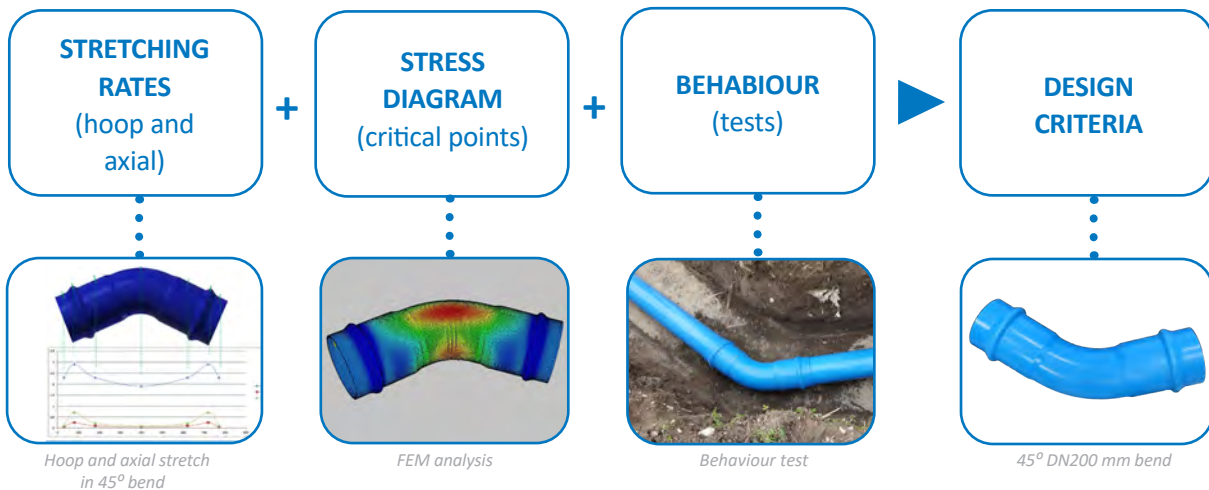 STRETCHING
RATES
(hoop and
axial)
+
STRESS
DIAGRAM
(critical points)
+
BEHABIOUR
(tests)
DESIGN
CRITERIA
Hoop and axial stretch
in 45º bend
FEM analysis
Behaviour test
45º DN200 mm bend